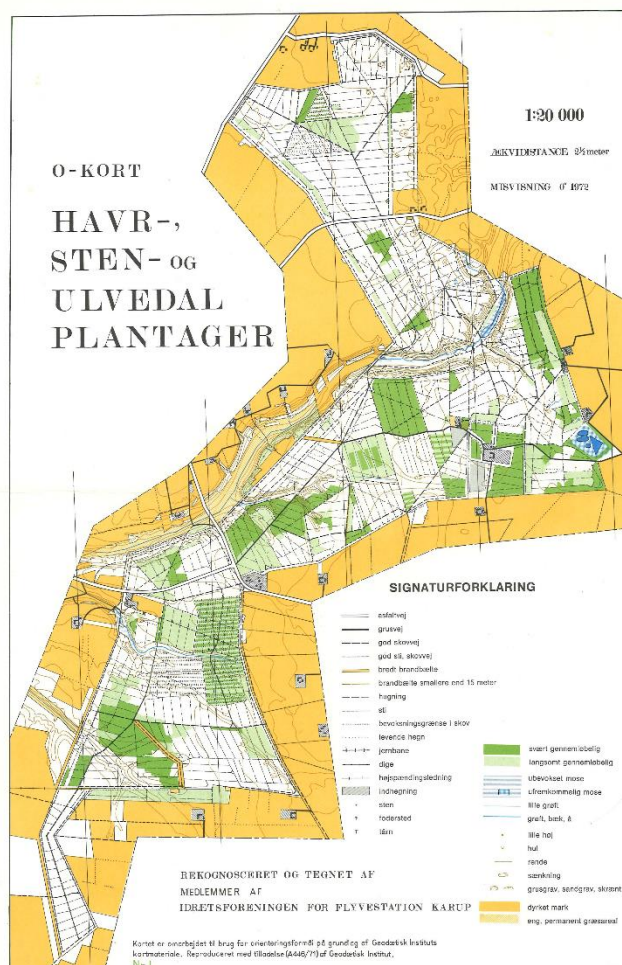 1:20 000
ÆKVIDISTANCE 2½ meter
MISVISNING 0° 1972
O-KORT
HAVR-,
STEN- OG
ULVEDAL
PLANTAGER
SIGNATURFORKLARING
asfaltvej
grusvej
god skovvej
god sti, skovvej
bredt brandbælte
brandbælte smallere end 15 meter
hugning
sti
bevoksningsgrænse i skov
levende hegn
jernbane
dige
højspændingsledning
indhegning
sten
fodersted
tårn
svært gennemløbelig
langsomt gennemløbelig
ubevokset mose
ufremkommelig mose
lille grøft
grøft, bæk, å
lille høj
hul
rende
sænkning
grusgrav, sandgrav, skrænt
dyrket mark
eng, permanent græsareal
REKOGNOSCERET OG TEGNET AF
MEDLEMMER AF
IDRETSFORENINGEN FOR FLYVESTATION KARUP
Kortet er omarbejdet til brug for orienteringsformål på grundlag af Geodætisk Instituts
kortmateriale. Reproduceret med tilladelse (A446/71) af Geodætisk Institut.